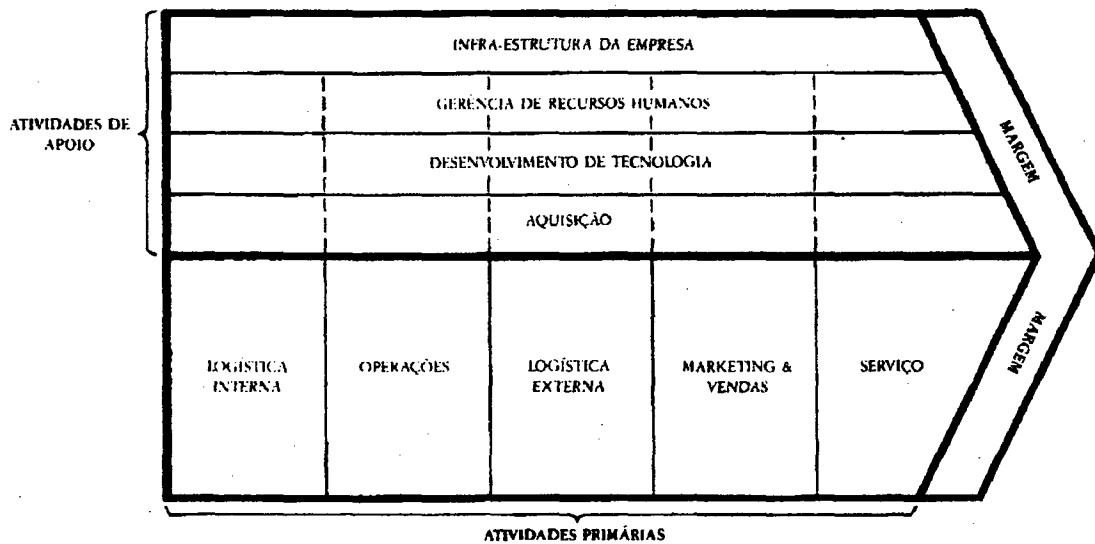 INFRA-ESTRUTURA DA EMPRESA
GERÊNCIA DE RECURSOS HUMANOS
ATIVIDADES DE
APOIO
DESENVOLVIMENTO DE TECNOLOGIA
AQUISIÇÃO
MARGEM
LOGÍSTICA
INTERNA
OPERAÇÕES
LOGÍSTICA
EXTERNA
MARKETING &
VENDAS
SERVIÇO
MARGEM
ATIVIDADES PRIMÁRIAS